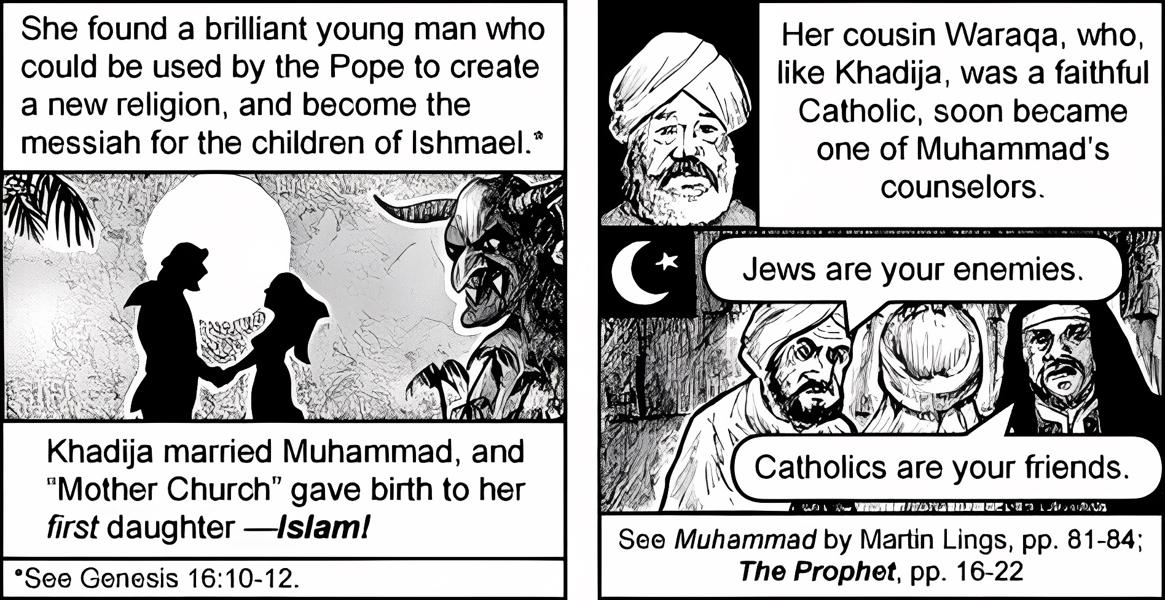 She found a brilliant young man who
could be used by the Pope to create
a new religion, and become the
messiah for the children of Ishmael.*
Khadija married Muhammad, and
"Mother Church" gave birth to her
first daughter —Islam!
*See Genesis 16:10-12.
Her cousin Waraqa, who,
like Khadija, was a faithful
Catholic, soon became
one of Muhammad's
counselors.
Jews are your enemies.
Catholics are your friends.
See Muhammad by Martin Lings, pp. 81-84;
The Prophet, pp. 16-22